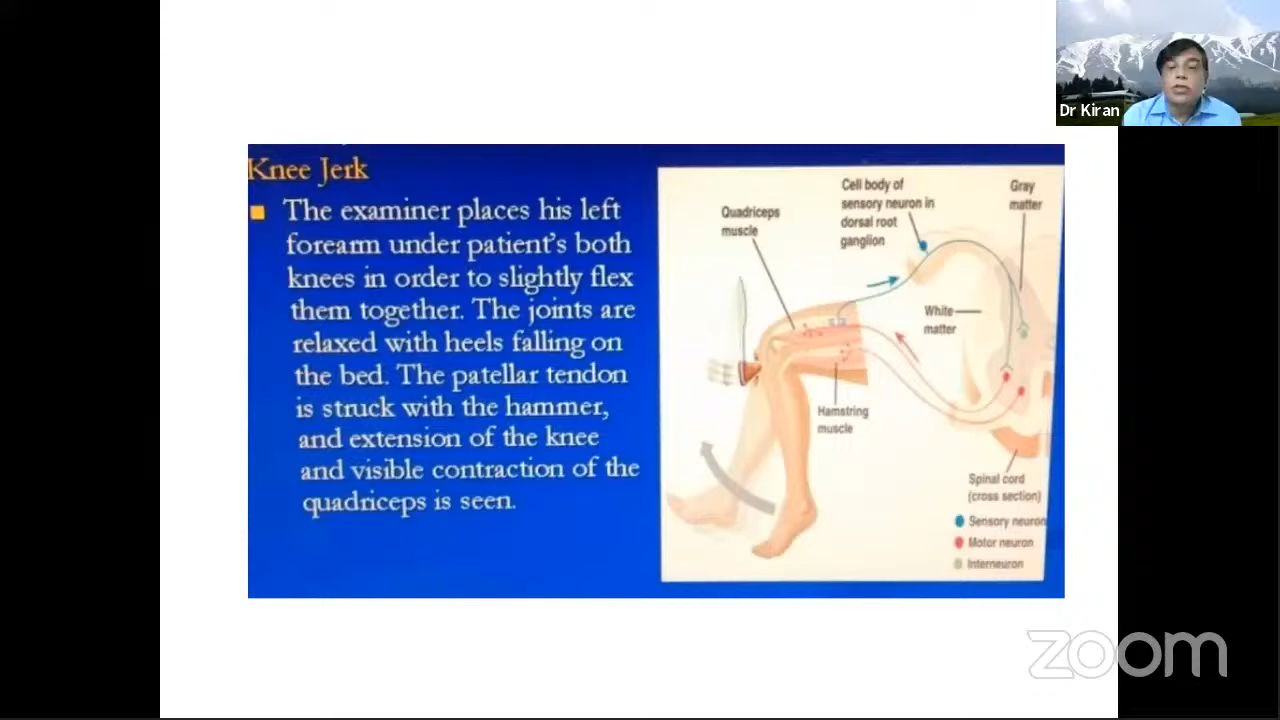 Dr Kiran
Knee Jerk
The examiner places his left
forearm under patient's both
knees in order to slightly flex
them together. The joints are
relaxed with heels falling on
the bed. The patellar tendon
is struck with the hammer,
and extension of the knee
and visible contraction of the
quadriceps is seen.
Quadriceps
muscle
Cell body of
sensory neuron in
dorsal root
ganglion
Gray
matter
White
matter
Hamstring
muscle
Spinal cord
(cross section)
Sensory neuron
Motor neuron
Interneuron
zoom